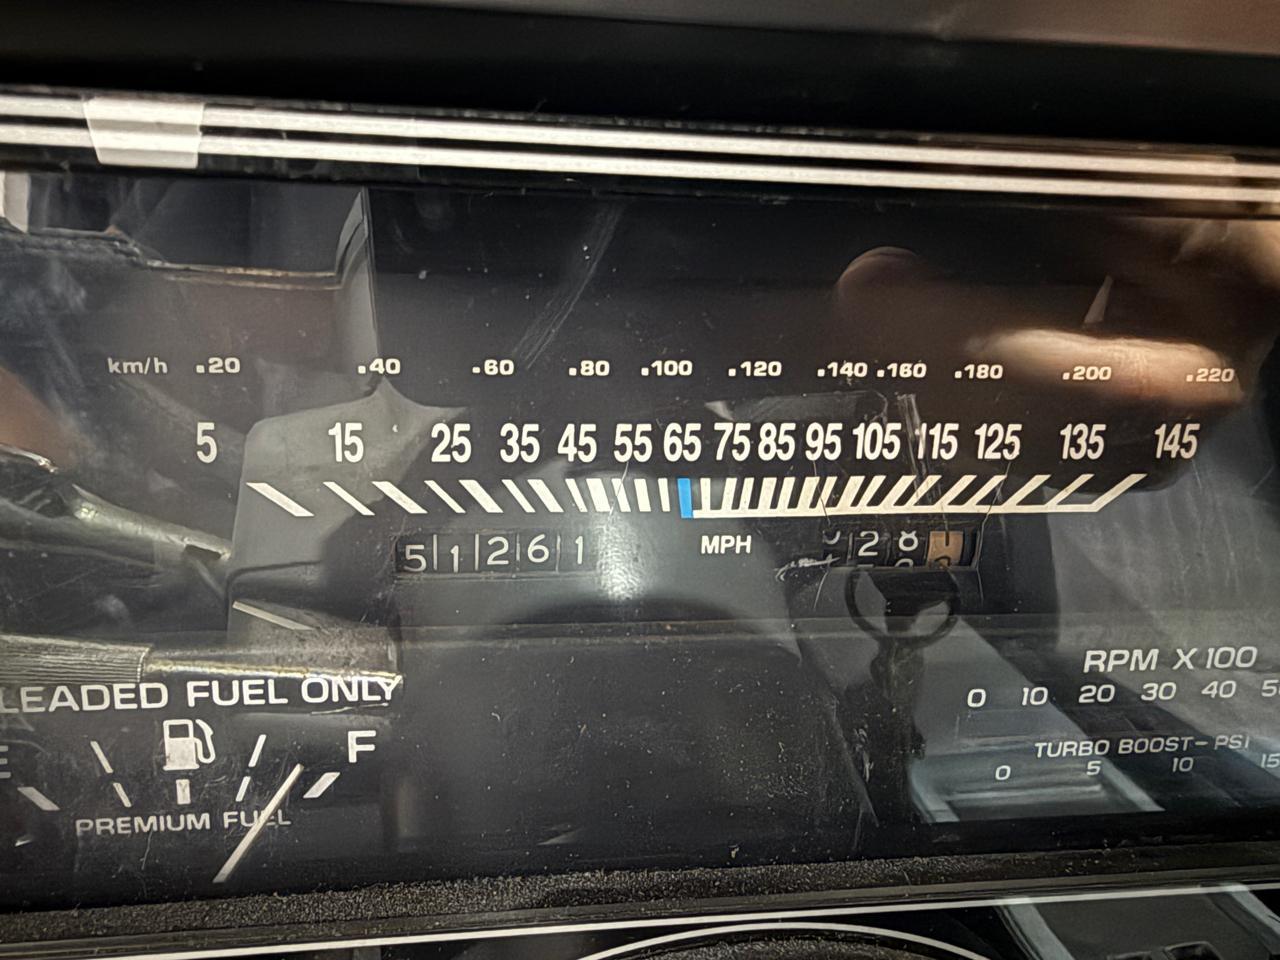 km/h .20 .40 .60 .80 .100 .120 .140 .160 .180 .200 .220
5 15 25 35 45 55 65 75 85 95 105 115 125 135 145
51261 MPH 28
RPM X 100
0 10 20 30 40
LEADED FUEL ONLY
E F
TURBO BOOST-PSI
0 5 10 15
PREMIUM FUEL